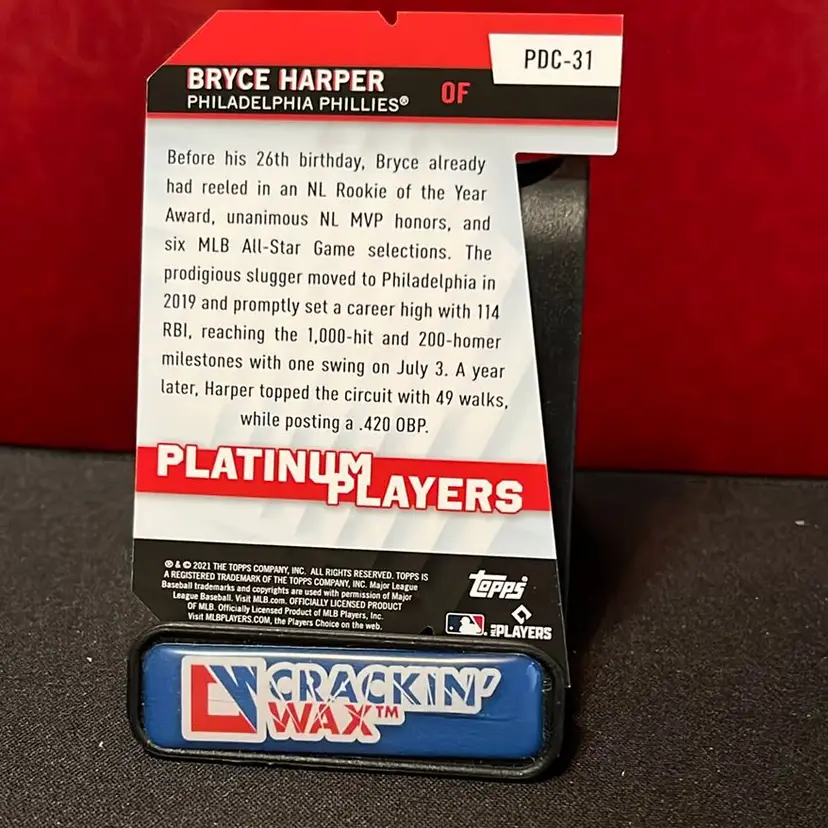 BRYCE HARPER
PHILADELPHIA PHILLIES®
OF
PDC-31
Before his 26th birthday, Bryce already
had reeled in an NL Rookie of the Year
Award, unanimous NL MVP honors, and
six MLB All-Star Game selections. The
prodigious slugger moved to Philadelphia in
2019 and promptly set a career high with 114
RBI, reaching the 1,000-hit and 200-homer
milestones with one swing on July 3. A year
later, Harper topped the circuit with 49 walks,
while posting a .420 OBP.
PLATINUM
PLAYERS
® & © 2021 THE TOPPS COMPANY, INC. ALL RIGHTS RESERVED. TOPPS IS
A REGISTERED TRADEMARK OF THE TOPPS COMPANY, INC. Major League
Baseball trademarks and copyrights are used with permission of Major
League Baseball. Visit MLB.com. OFFICIALLY LICENSED PRODUCT
OF MLB. Officially Licensed Product of MLB Players, Inc.
Visit MLBPLAYERS.COM, the Players Choice on the web.
Topps
MLB PLAYERS
CW CRACKIN'
WAX™